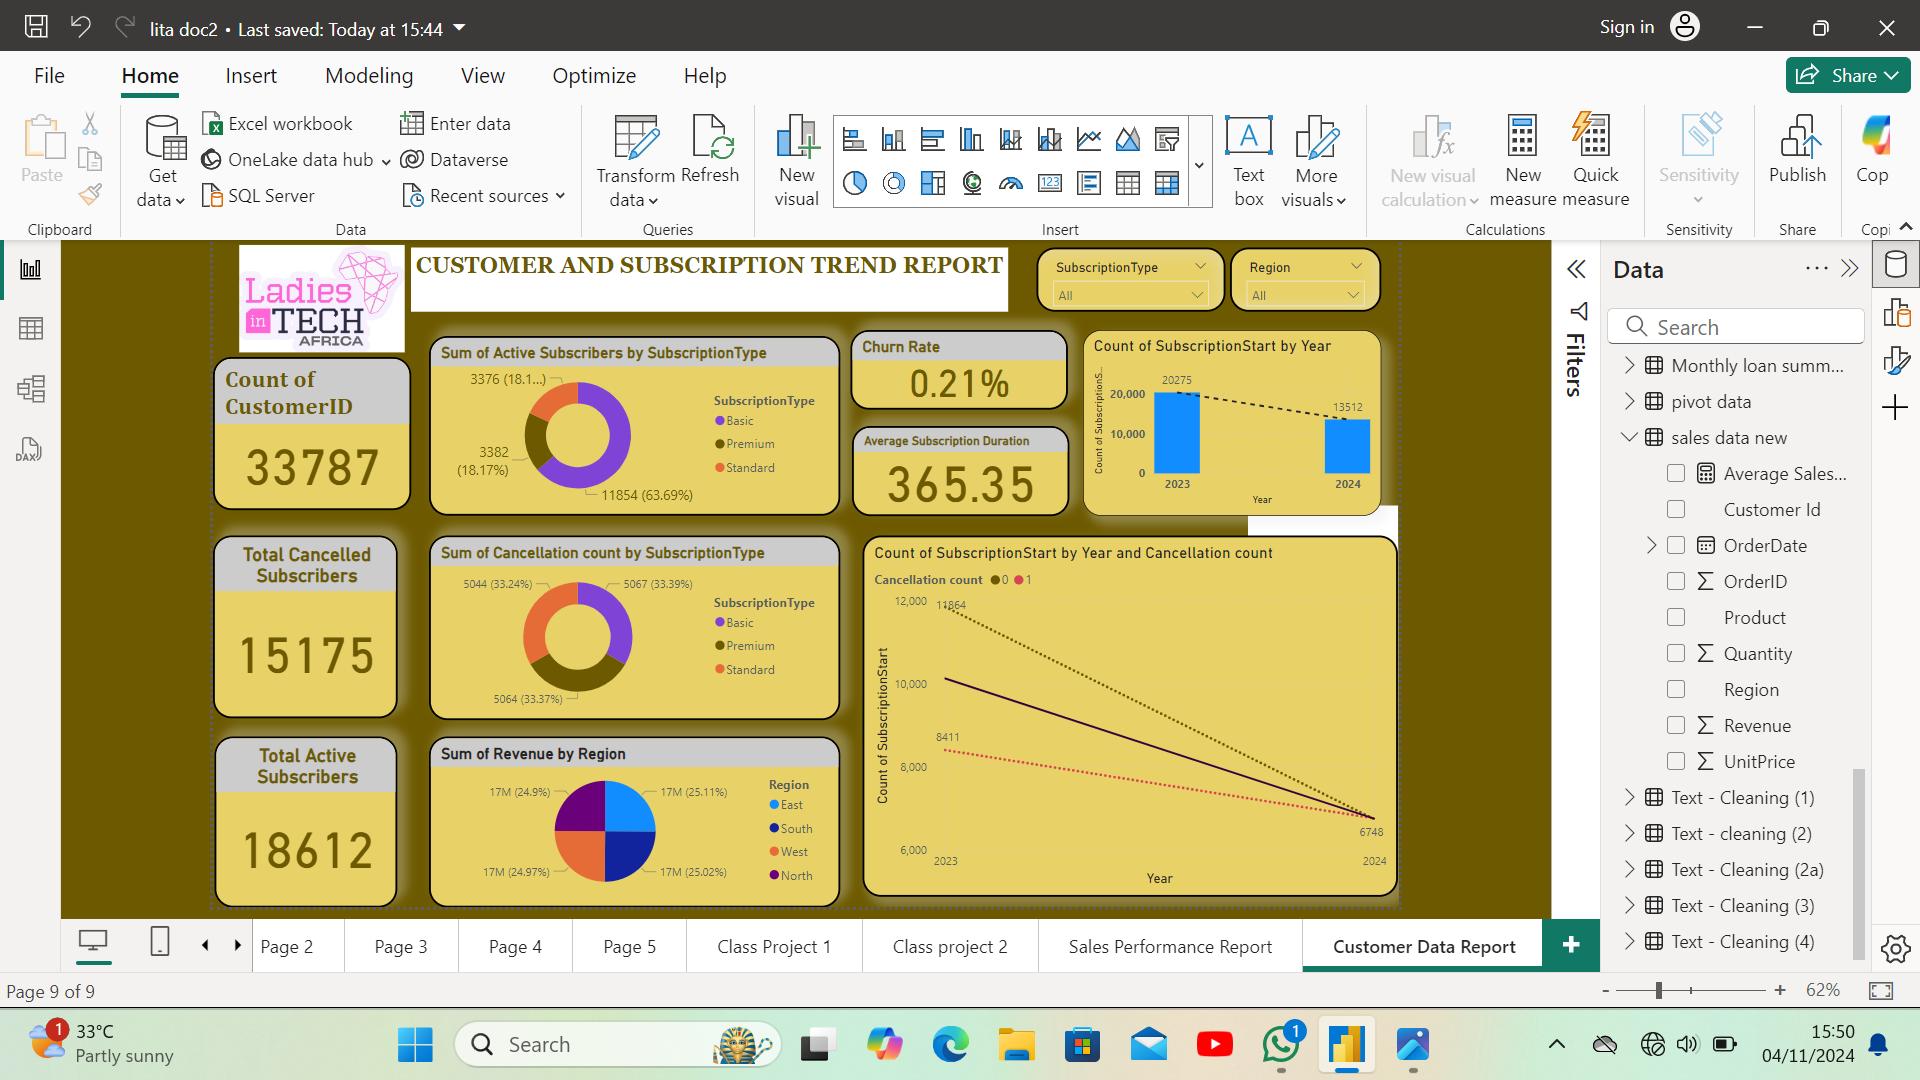 lita doc2 • Last saved: Today at 15:44
Sign in
File Home Insert Modeling View Optimize Help
Share
Paste
Clipboard
Get data
Excel workbook
OneLake data hub
SQL Server
Enter data
Dataverse
Recent sources
Data
Transform data
Refresh
Queries
New visual
Text box
More visuals
Insert
New visual calculation
New measure
Quick measure
Calculations
Sensitivity
Sensitivity
Publish
Share
Cop
Copi
DAX
Ladies
in TECH
AFRICA
CUSTOMER AND SUBSCRIPTION TREND REPORT
SubscriptionType
All
Region
All
Count of
CustomerID
33787
Sum of Active Subscribers by SubscriptionType
3376 (18.1...)
3382
(18.17%)
11854 (63.69%)
SubscriptionType
Basic
Premium
Standard
Churn Rate
0.21%
Average Subscription Duration
365.35
Count of SubscriptionStart by Year
Count of SubscriptionS...
20,000
10,000
0
20275
13512
2023
2024
Year
Total Cancelled
Subscribers
15175
Sum of Cancellation count by SubscriptionType
5044 (33.24%)
5067 (33.39%)
5064 (33.37%)
SubscriptionType
Basic
Premium
Standard
Count of SubscriptionStart by Year and Cancellation count
Cancellation count 0 1
Count of SubscriptionStart
12,000
10,000
8,000
6,000
11864
8411
6748
2023
2024
Year
Total Active
Subscribers
18612
Sum of Revenue by Region
17M (24.9%)
17M (25.11%)
17M (24.97%)
17M (25.02%)
Region
East
South
West
North
Filters
Data
Search
Monthly loan summ...
pivot data
sales data new
Average Sales...
Customer Id
OrderDate
OrderID
Product
Quantity
Region
Revenue
UnitPrice
Text - Cleaning (1)
Text - cleaning (2)
Text - Cleaning (2a)
Text - Cleaning (3)
Text - Cleaning (4)
Page 2
Page 3
Page 4
Page 5
Class Project 1
Class project 2
Sales Performance Report
Customer Data Report
Page 9 of 9
62%
1
33°C
Partly sunny
Search
1
15:50
04/11/2024